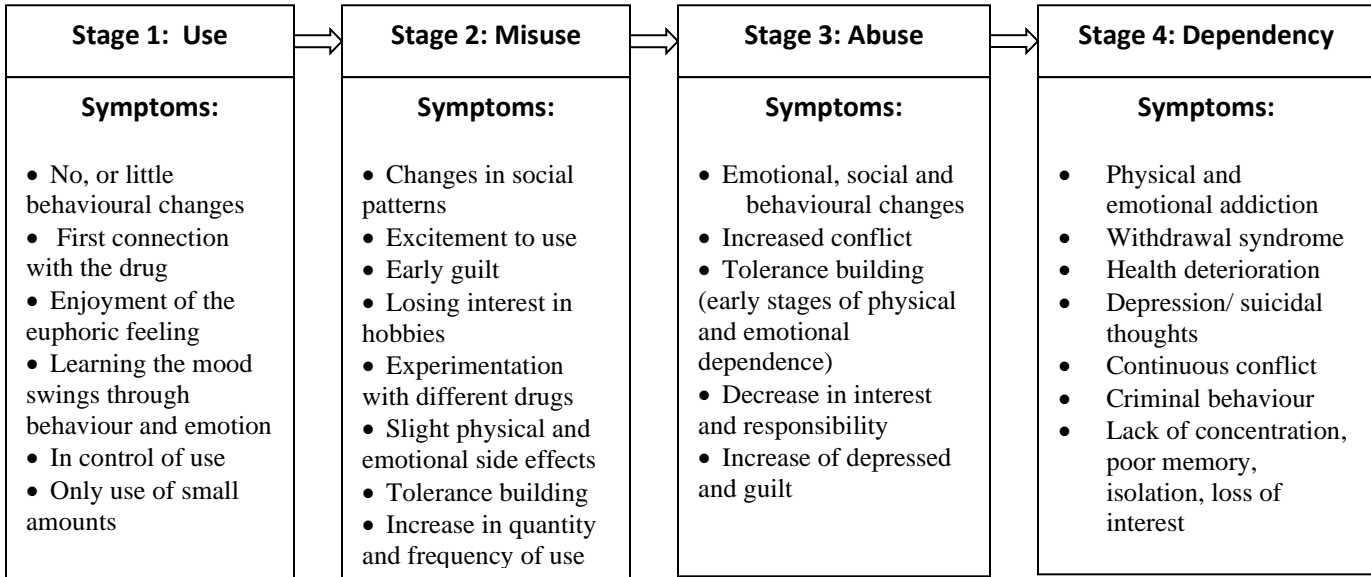 Stage 1: Use
Symptoms:
• No, or little
behavioural changes
• First connection
with the drug
• Enjoyment of the
euphoric feeling
• Learning the mood
swings through
behaviour and emotion
• In control of use
• Only use of small
amounts
Stage 2: Misuse
Symptoms:
• Changes in social
patterns
• Excitement to use
• Early guilt
• Losing interest in
hobbies
• Experimentation
with different drugs
• Slight physical and
emotional side effects
• Tolerance building
• Increase in quantity
and frequency of use
Stage 3: Abuse
Symptoms:
• Emotional, social and
behavioural changes
• Increased conflict
• Tolerance building
(early stages of physical
and emotional
dependence)
• Decrease in interest
and responsibility
• Increase of depressed
and guilt
Stage 4: Dependency
Symptoms:
• Physical and
emotional addiction
• Withdrawal syndrome
• Health deterioration
• Depression/ suicidal
thoughts
• Continuous conflict
• Criminal behaviour
• Lack of concentration,
poor memory,
isolation, loss of
interest